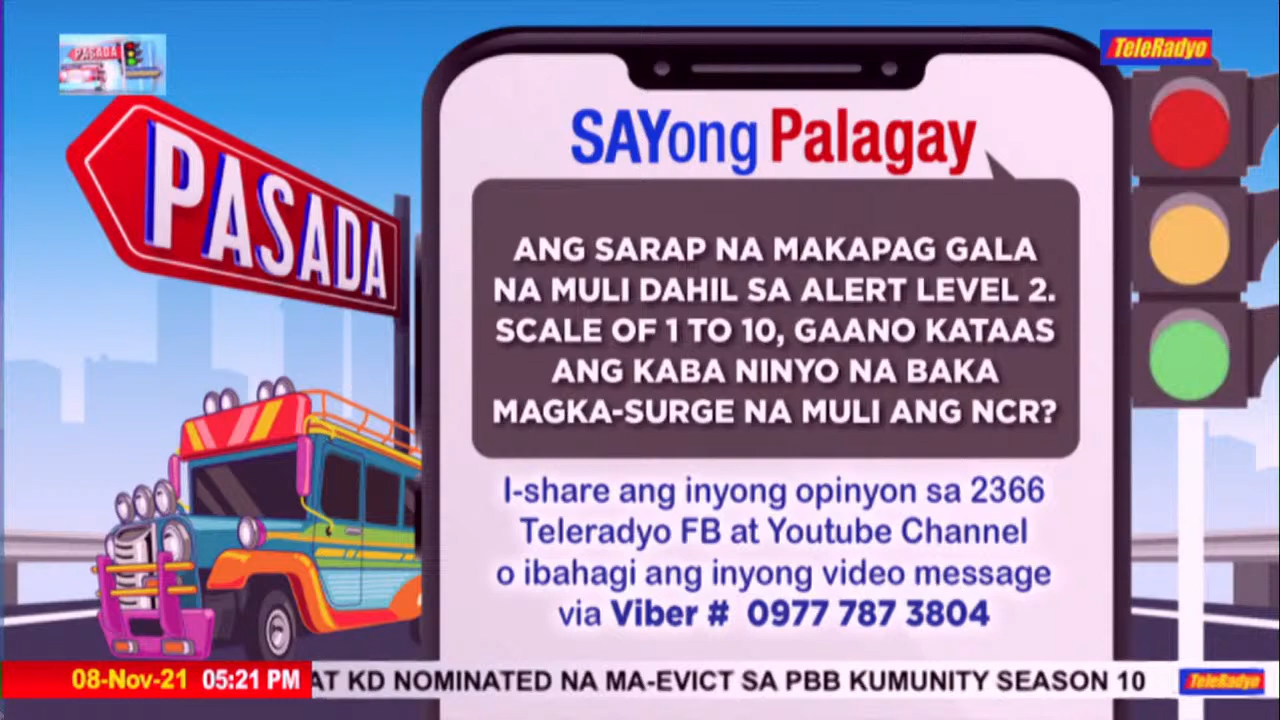 PASADA
TeleRadyo
PASADA
SAYong Palagay
ANG SARAP NA MAKAPAG GALA
NA MULI DAHIL SA ALERT LEVEL 2.
SCALE OF 1 TO 10, GAANO KATAAS
ANG KABA NINYO NA BAKA
MAGKA-SURGE NA MULI ANG NCR?
I-share ang inyong opinyon sa 2366
Teleradyo FB at Youtube Channel
o ibahagi ang inyong video message
via Viber # 0977 787 3804
08-Nov-21 05:21 PM AT KD NOMINATED NA MA-EVICT SA PBB KUMUNITY SEASON 10 TeleRadyo